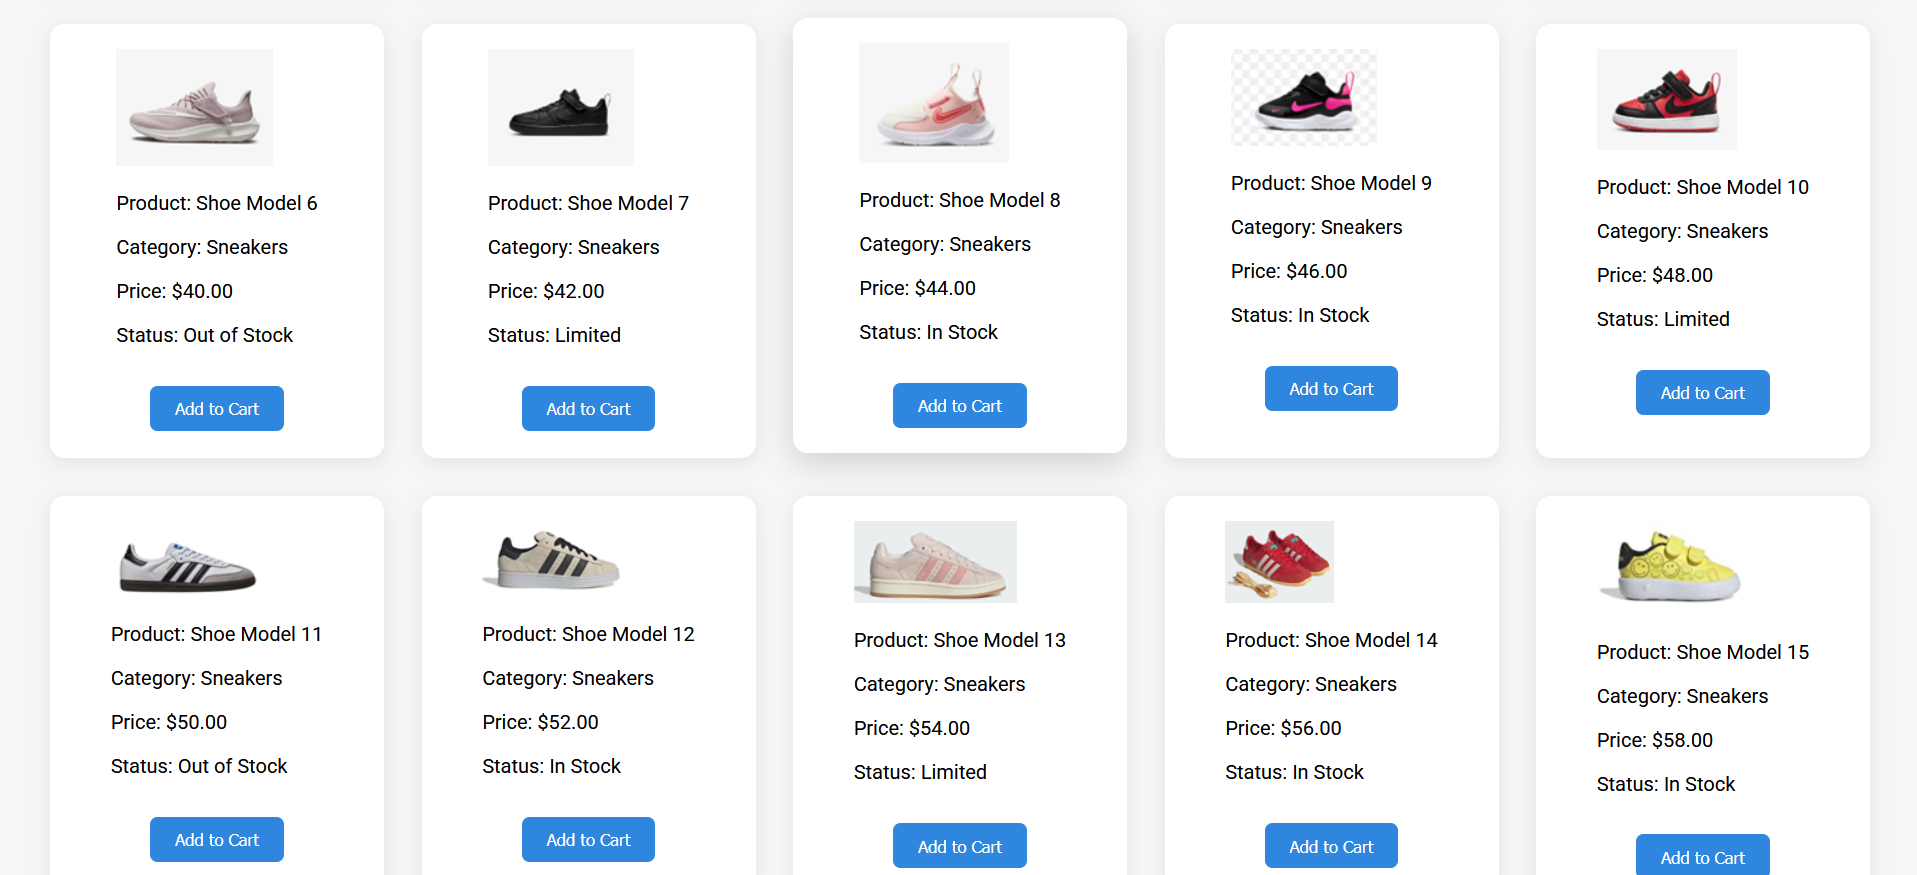 Product: Shoe Model 6
Category: Sneakers
Price: $40.00
Status: Out of Stock
Add to Cart
Product: Shoe Model 7
Category: Sneakers
Price: $42.00
Status: Limited
Add to Cart
Product: Shoe Model 8
Category: Sneakers
Price: $44.00
Status: In Stock
Add to Cart
Product: Shoe Model 9
Category: Sneakers
Price: $46.00
Status: In Stock
Add to Cart
Product: Shoe Model 10
Category: Sneakers
Price: $48.00
Status: Limited
Add to Cart
Product: Shoe Model 11
Category: Sneakers
Price: $50.00
Status: Out of Stock
Add to Cart
Product: Shoe Model 12
Category: Sneakers
Price: $52.00
Status: In Stock
Add to Cart
Product: Shoe Model 13
Category: Sneakers
Price: $54.00
Status: Limited
Add to Cart
Product: Shoe Model 14
Category: Sneakers
Price: $56.00
Status: In Stock
Add to Cart
Product: Shoe Model 15
Category: Sneakers
Price: $58.00
Status: In Stock
Add to Cart